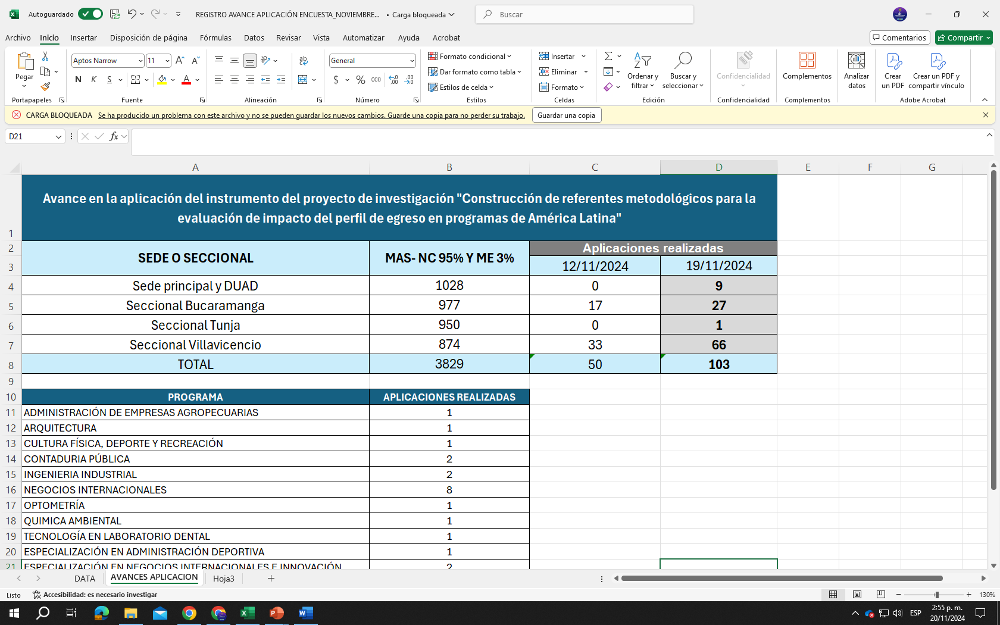 Autoguardado
REGISTRO AVANCE APLICACIÓN ENCUESTA_NOVIEMBRE... • Carga bloqueada
Buscar
Archivo Inicio Insertar Disposición de página Fórmulas Datos Revisar Vista Automatizar Ayuda Acrobat
Comentarios Compartir
Pegar
Portapapeles
Aptos Narrow 11
N K S
Fuente
Alineación
General
$ % 000
Número
Formato condicional
Dar formato como tabla
Estilos de celda
Estilos
Insertar
Eliminar
Formato
Celdas
Ordenar y filtrar
Buscar y seleccionar
Edición
Confidencialidad
Confidencialidad
Complementos
Complementos
Analizar datos
Crear un PDF
Crear un PDF y compartir vínculo
Adobe Acrobat
CARGA BLOQUEADA Se ha producido un problema con este archivo y no se pueden guardar los nuevos cambios. Guarde una copia para no perder su trabajo. Guardar una copia
D21 fx
A B C D E F G
Avance en la aplicación del instrumento del proyecto de investigación "Construcción de referentes metodológicos para la
evaluación de impacto del perfil de egreso en programas de América Latina"
1
2 SEDE O SECCIONAL MAS- NC 95% Y ME 3% Aplicaciones realizadas
3 12/11/2024 19/11/2024
4 Sede principal y DUAD 1028 0 9
5 Seccional Bucaramanga 977 17 27
6 Seccional Tunja 950 0 1
7 Seccional Villavicencio 874 33 66
8 TOTAL 3829 50 103
9
10 PROGRAMA APLICACIONES REALIZADAS
11 ADMINISTRACIÓN DE EMPRESAS AGROPECUARIAS 1
12 ARQUITECTURA 1
13 CULTURA FÍSICA, DEPORTE Y RECREACIÓN 1
14 CONTADURIA PÚBLICA 2
15 INGENIERIA INDUSTRIAL 2
16 NEGOCIOS INTERNACIONALES 8
17 OPTOMETRÍA 1
18 QUIMICA AMBIENTAL 1
19 TECNOLOGÍA EN LABORATORIO DENTAL 1
20 ESPECIALIZACIÓN EN ADMINISTRACIÓN DEPORTIVA 1
21 ESPECIALIZACIÓN EN NEGOCIOS INTERNACIONALES E INNOVACIÓN 2
DATA AVANCES APLICACION Hoja3
Listo Accesibilidad: es necesario investigar 130%
ESP
2:55 p. m.
20/11/2024